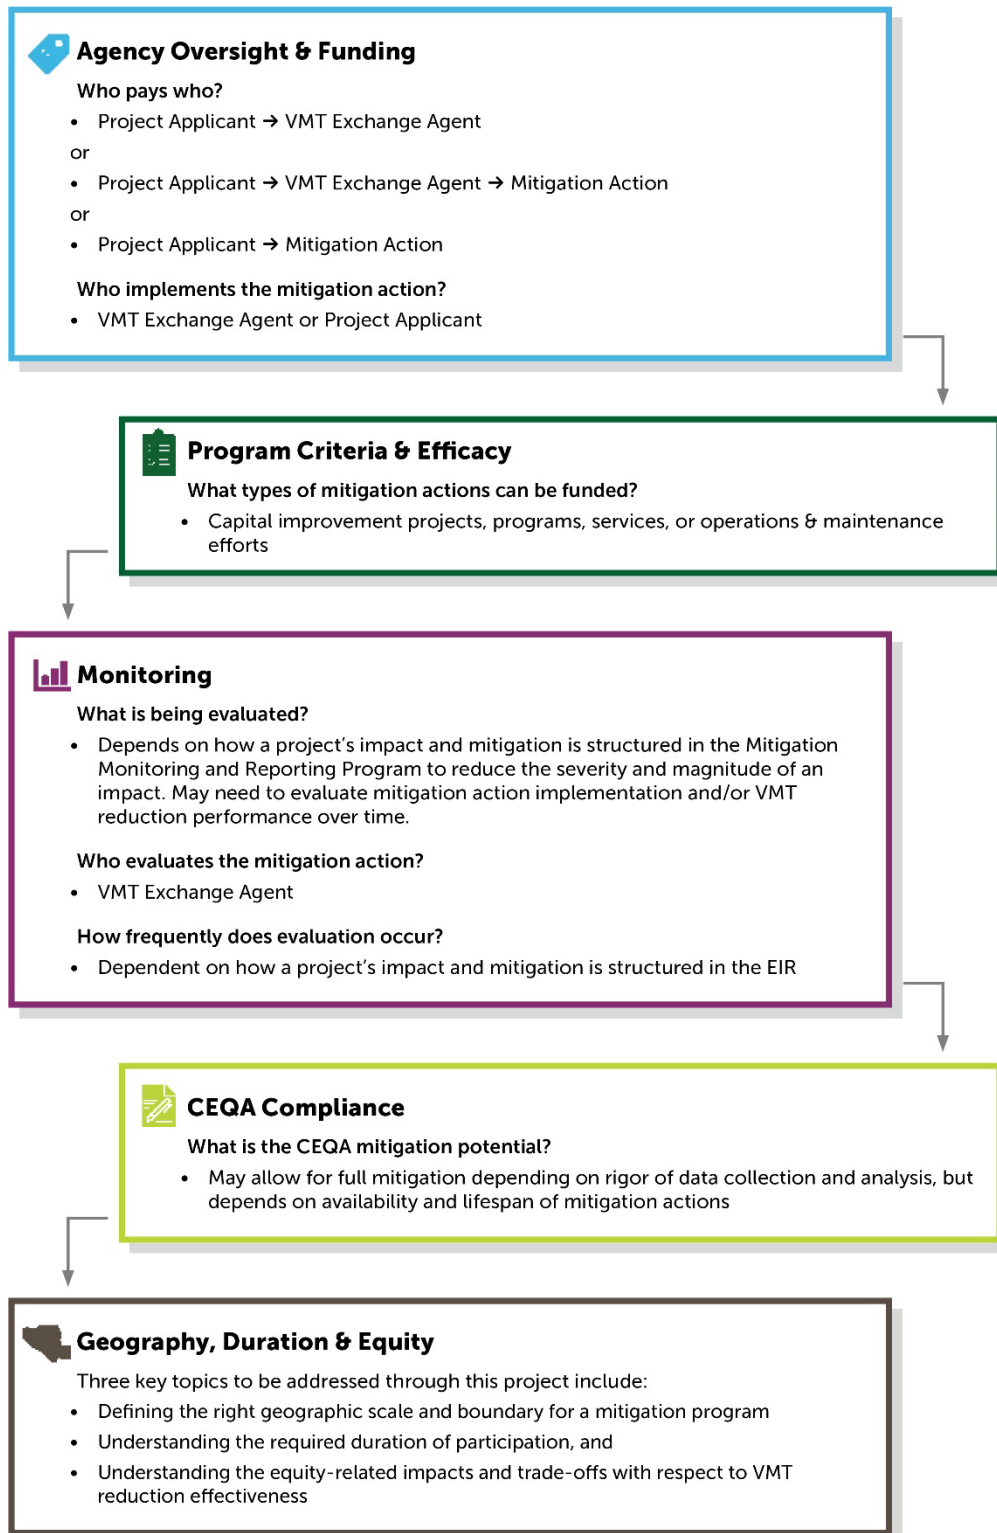 Agency Oversight & Funding
Who pays who?
• Project Applicant → VMT Exchange Agent
or
• Project Applicant → VMT Exchange Agent → Mitigation Action
or
• Project Applicant → Mitigation Action
Who implements the mitigation action?
• VMT Exchange Agent or Project Applicant
Program Criteria & Efficacy
What types of mitigation actions can be funded?
• Capital improvement projects, programs, services, or operations & maintenance
efforts
Monitoring
What is being evaluated?
• Depends on how a project's impact and mitigation is structured in the Mitigation
Monitoring and Reporting Program to reduce the severity and magnitude of an
impact. May need to evaluate mitigation action implementation and/or VMT
reduction performance over time.
Who evaluates the mitigation action?
• VMT Exchange Agent
How frequently does evaluation occur?
• Dependent on how a project's impact and mitigation is structured in the EIR
CEQA Compliance
What is the CEQA mitigation potential?
• May allow for full mitigation depending on rigor of data collection and analysis, but
depends on availability and lifespan of mitigation actions
Geography, Duration & Equity
Three key topics to be addressed through this project include:
• Defining the right geographic scale and boundary for a mitigation program
• Understanding the required duration of participation, and
• Understanding the equity-related impacts and trade-offs with respect to VMT
reduction effectiveness